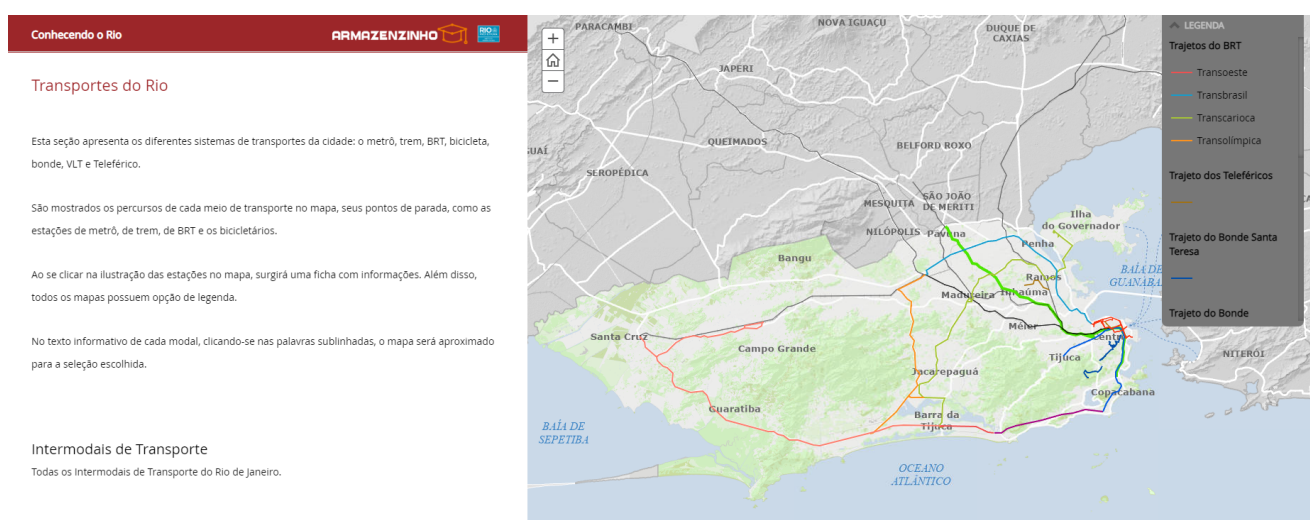 Conhecendo o Rio
ARMAZENZINHO
RIO
Transportes do Rio
Esta seção apresenta os diferentes sistemas de transportes da cidade: o metrô, trem, BRT, bicicleta,
bonde, VLT e Teleférico.
São mostrados os percursos de cada meio de transporte no mapa, seus pontos de parada, como as
estações de metrô, de trem, de BRT e os bicicletários.
Ao se clicar na ilustração das estações no mapa, surgirá uma ficha com informações. Além disso,
todos os mapas possuem opção de legenda.
No texto informativo de cada modal, clicando-se nas palavras sublinhadas, o mapa será aproximado
para a seleção escolhida.
Intermodais de Transporte
Todas os Intermodais de Transporte do Rio de Janeiro.
+
−
PARACAMBI
NOVA IGUAÇU
DUQUE DE
CAXIAS
JAPERI
QUEIMADOS
BELFORD ROXO
SEROPÉDICA
MESQUITA
SÃO JOÃO
DE MERITI
NILÓPOLIS
Pavuna
Ilha
do Governador
Penha
Bangu
Ramos
BAÍA DE
Madureira
Inhaúma
Méier
Centro
Santa Cruz
Campo Grande
Tijuca
NITERÓI
Jacarepaguá
Copacabana
Guaratiba
Barra da
Tijuca
BAÍA DE
SEPETIBA
OCEANO
ATLÂNTICO
LEGENDA
Trajetos do BRT
Transoeste
Transbrasil
Transcarioca
Transolímpica
Trajeto dos Teleféricos
Trajeto do Bonde Santa
Teresa
Trajeto do Bonde